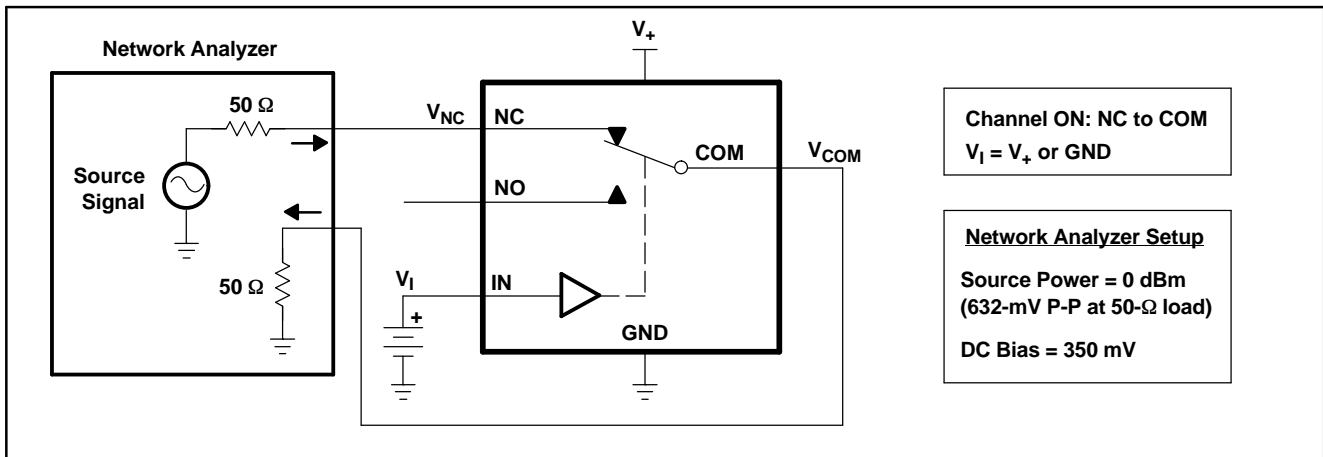 V+
Network Analyzer
50 Ω
VNC
NC
COM
VCOM
Source
Signal
NO
50 Ω
VI
IN
+
GND
Channel ON: NC to COM
VI = V+ or GND
Network Analyzer Setup
Source Power = 0 dBm
(632-mV P-P at 50-Ω load)
DC Bias = 350 mV